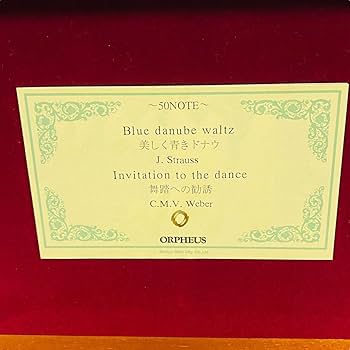 ～50NOTE～
Blue danube waltz
美しく青きドナウ
J. Strauss
Invitation to the dance
舞踏への勧誘
C.M.V. Weber
ORPHEUS